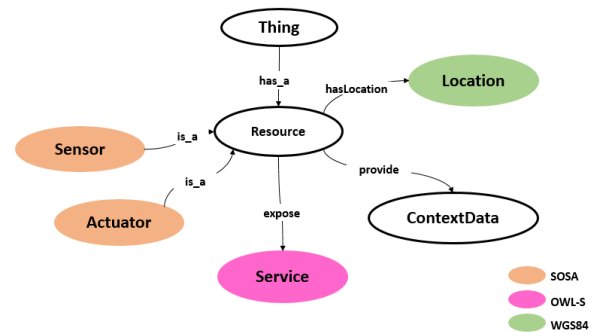 Thing
has_a
hasLocation
Location
Resource
Sensor
is_a
is_a
provide
Actuator
expose
ContextData
Service
SOSA
OWL-S
WGS84